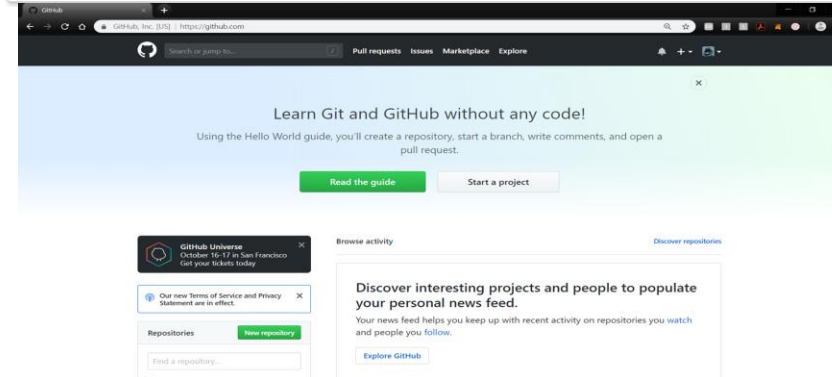 GitHub
GitHub, Inc. [US] | https://github.com
Search or jump to...
/
Pull requests Issues Marketplace Explore
Learn Git and GitHub without any code!
Using the Hello World guide, you'll create a repository, start a branch, write comments, and open a
pull request.
Read the guide
Start a project
GitHub Universe
October 16-17 in San Francisco
Get your tickets today
Our new Terms of Service and Privacy
Statement are in effect.
Repositories
New repository
Find a repository...
Browse activity
Discover repositories
Discover interesting projects and people to populate
your personal news feed.
Your news feed helps you keep up with recent activity on repositories you watch
and people you follow.
Explore GitHub